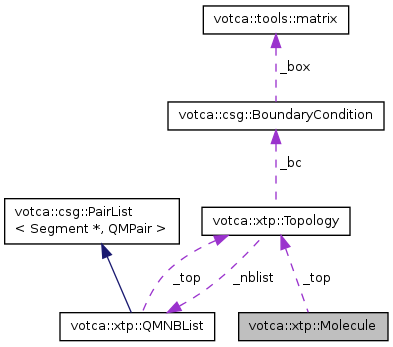 votca::tools::matrix
_box
votca::csg::BoundaryCondition
_bc
votca::csg::PairList
< Segment *, QMPair >
votca::xtp::Topology
_top
_nblist
_top
votca::xtp::QMNBList
votca::xtp::Molecule